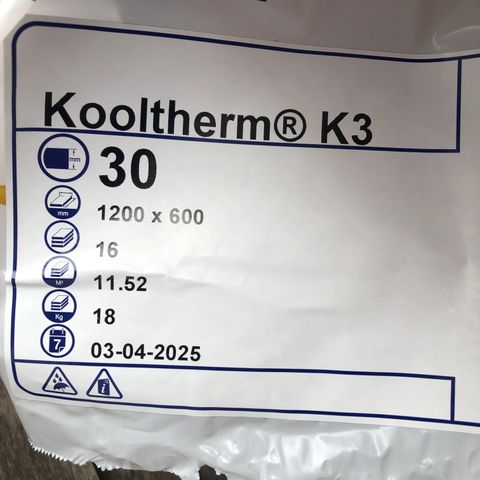 Kooltherm® K3
mm
30
mm
1200 x 600
16
M²
11.52
Kg
18
7
03-04-2025
i